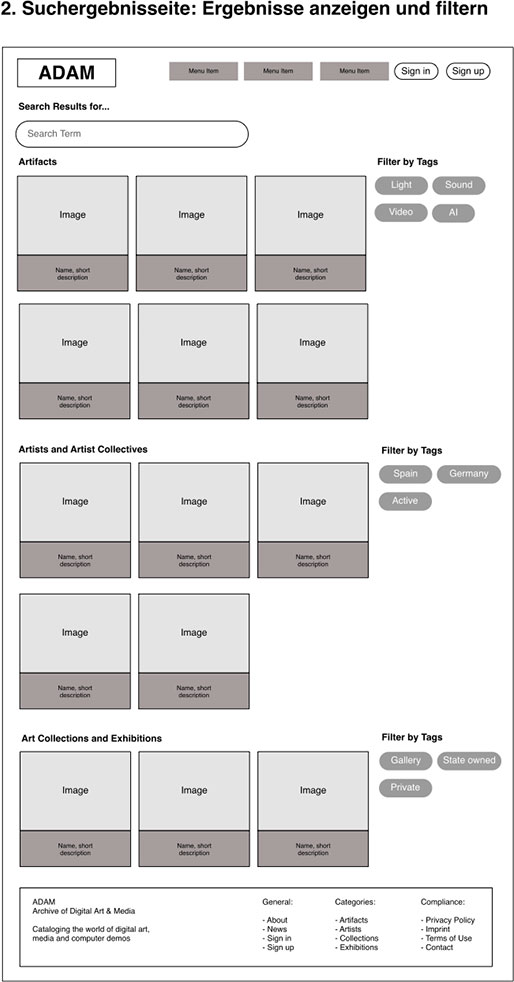 2. Suchergebnisseite: Ergebnisse anzeigen und filtern
ADAM
Menu Item
Menu Item
Menu Item
Sign in
Sign up
Search Results for...
Search Term
Artifacts
Filter by Tags
Light
Sound
Video
AI
Image
Image
Image
Name, short
description
Name, short
description
Name, short
description
Image
Image
Image
Name, short
description
Name, short
description
Name, short
description
Artists and Artist Collectives
Filter by Tags
Spain
Germany
Active
Image
Image
Image
Name, short
description
Name, short
description
Name, short
description
Image
Image
Name, short
description
Name, short
description
Art Collections and Exhibitions
Filter by Tags
Gallery
State owned
Private
Image
Image
Image
Name, short
description
Name, short
description
Name, short
description
ADAM
Archive of Digital Art & Media
Cataloging the world of digital art,
media and computer demos
General:
- About
- News
- Sign in
- Sign up
Categories:
- Artifacts
- Artists
- Collections
- Exhibitions
Compliance:
- Privacy Policy
- Imprint
- Terms of Use
- Contact